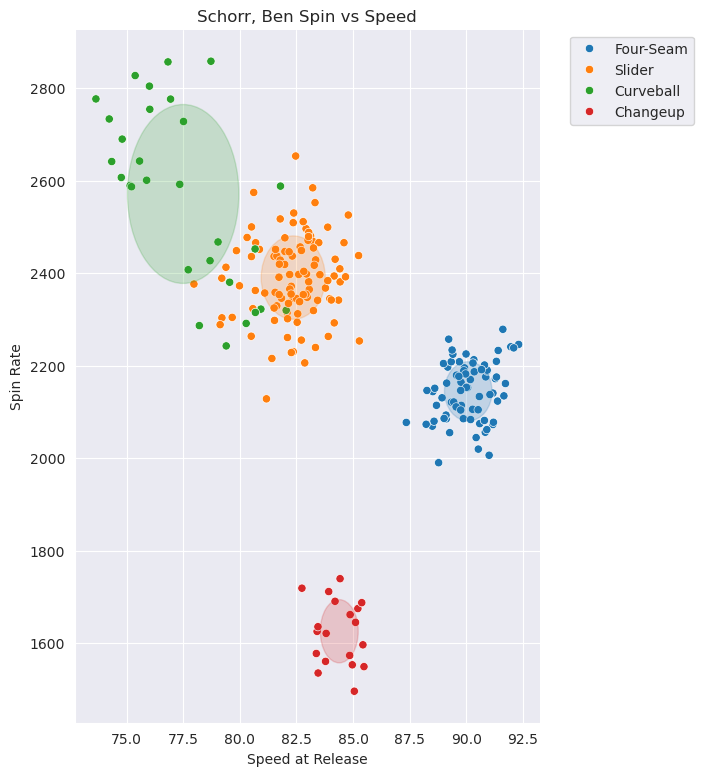 Schorr, Ben Spin vs Speed
Four-Seam
Slider
Curveball
Changeup
2800
2600
2400
2200
2000
1800
1600
Spin Rate
75.0 77.5 80.0 82.5 85.0 87.5 90.0 92.5
Speed at Release